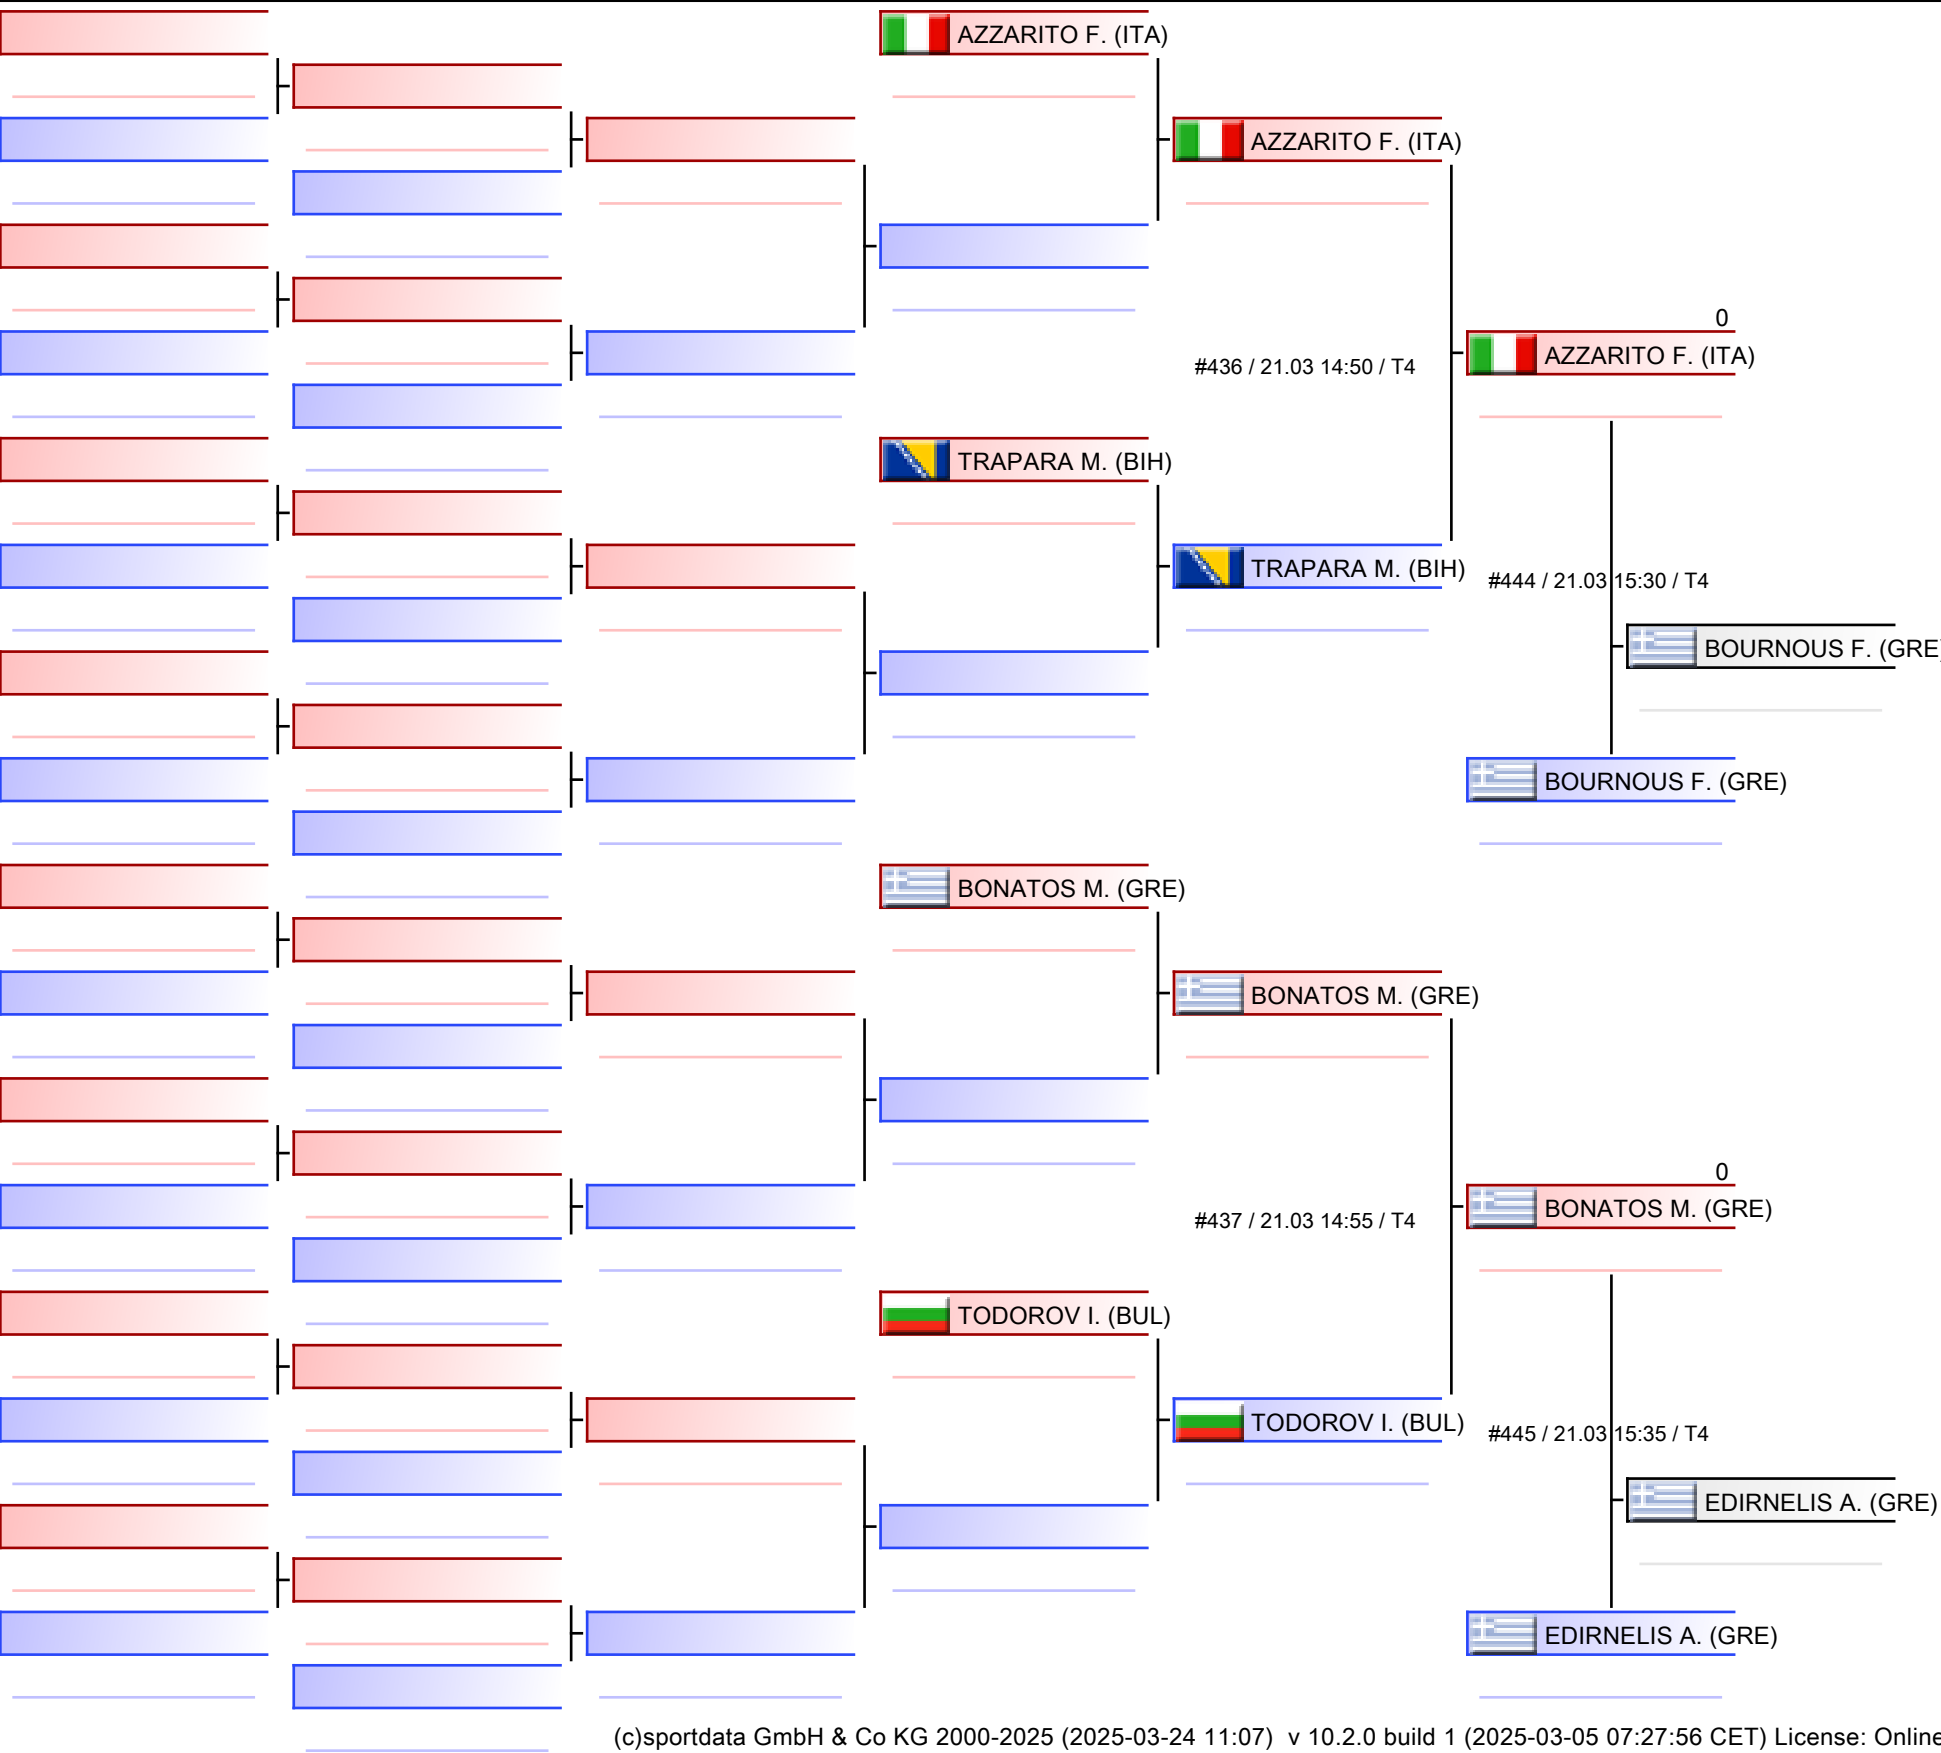 AZZARITO F. (ITA)
AZZARITO F. (ITA)
0
AZZARITO F. (ITA)
#436 / 21.03 14:50 / T4
TRAPARA M. (BIH)
TRAPARA M. (BIH)
#444 / 21.03 15:30 / T4
BOURNOUS F. (GRE)
BOURNOUS F. (GRE)
BONATOS M. (GRE)
BONATOS M. (GRE)
0
BONATOS M. (GRE)
#437 / 21.03 14:55 / T4
TODOROV I. (BUL)
TODOROV I. (BUL)
#445 / 21.03 15:35 / T4
EDIRNELIS A. (GRE)
EDIRNELIS A. (GRE)
(c)sportdata GmbH & Co KG 2000-2025 (2025-03-24 11:07)  v 10.2.0 build 1 (2025-03-05 07:27:56 CET) License: Online